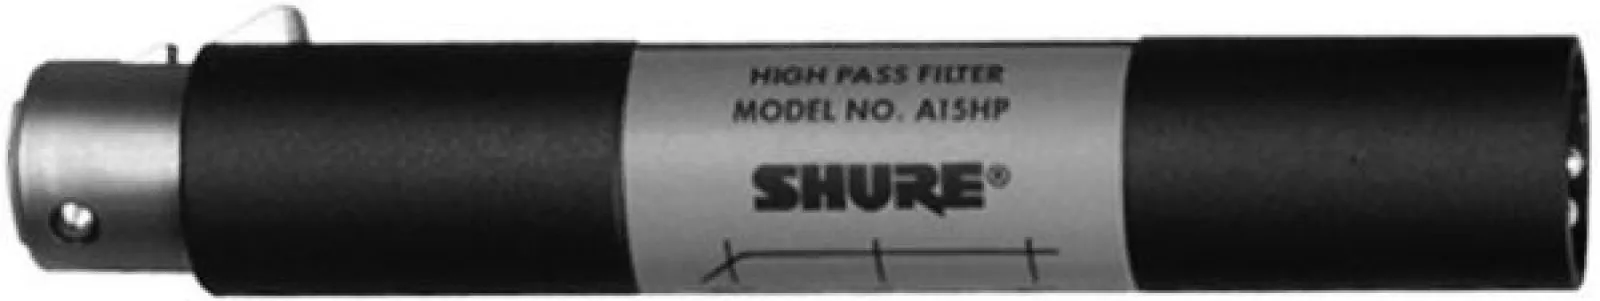 HIGH PASS FILTER
MODEL NO. A15HP
SHURE®